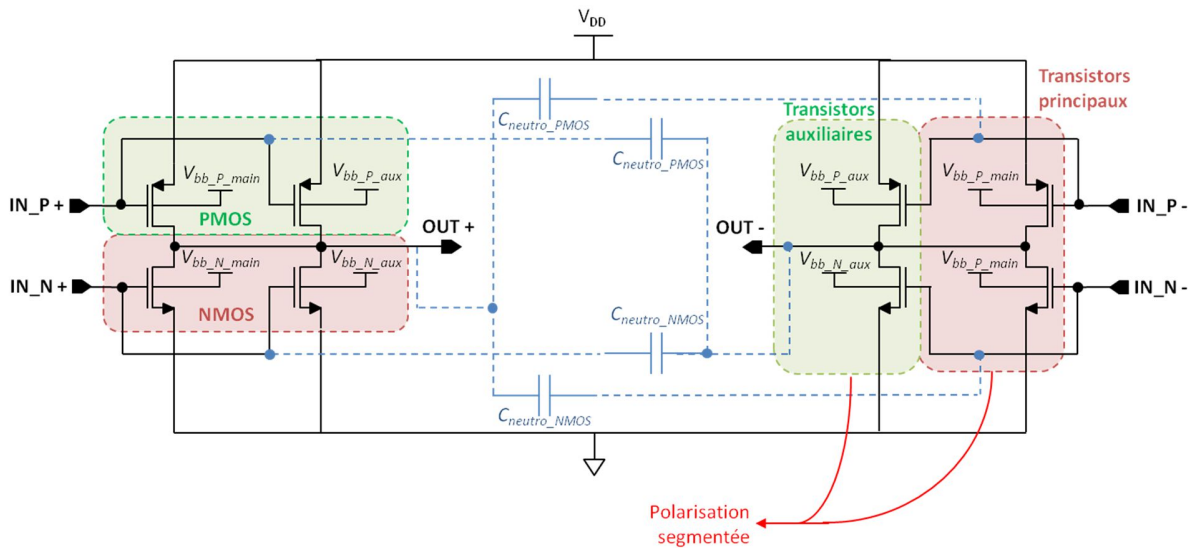 V_DD
Transistors
principaux
C_neutro_PMOS
Transistors
auxiliaires
C_neutro_PMOS
V_bb_P_main
V_bb_P_aux
V_bb_P_aux
V_bb_P_main
IN_P +
PMOS
IN_P -
OUT +
OUT -
V_bb_N_main
V_bb_N_aux
V_bb_N_aux
V_bb_P_main
IN_N +
NMOS
IN_N -
C_neutro_NMOS
C_neutro_NMOS
Polarisation
segmentée